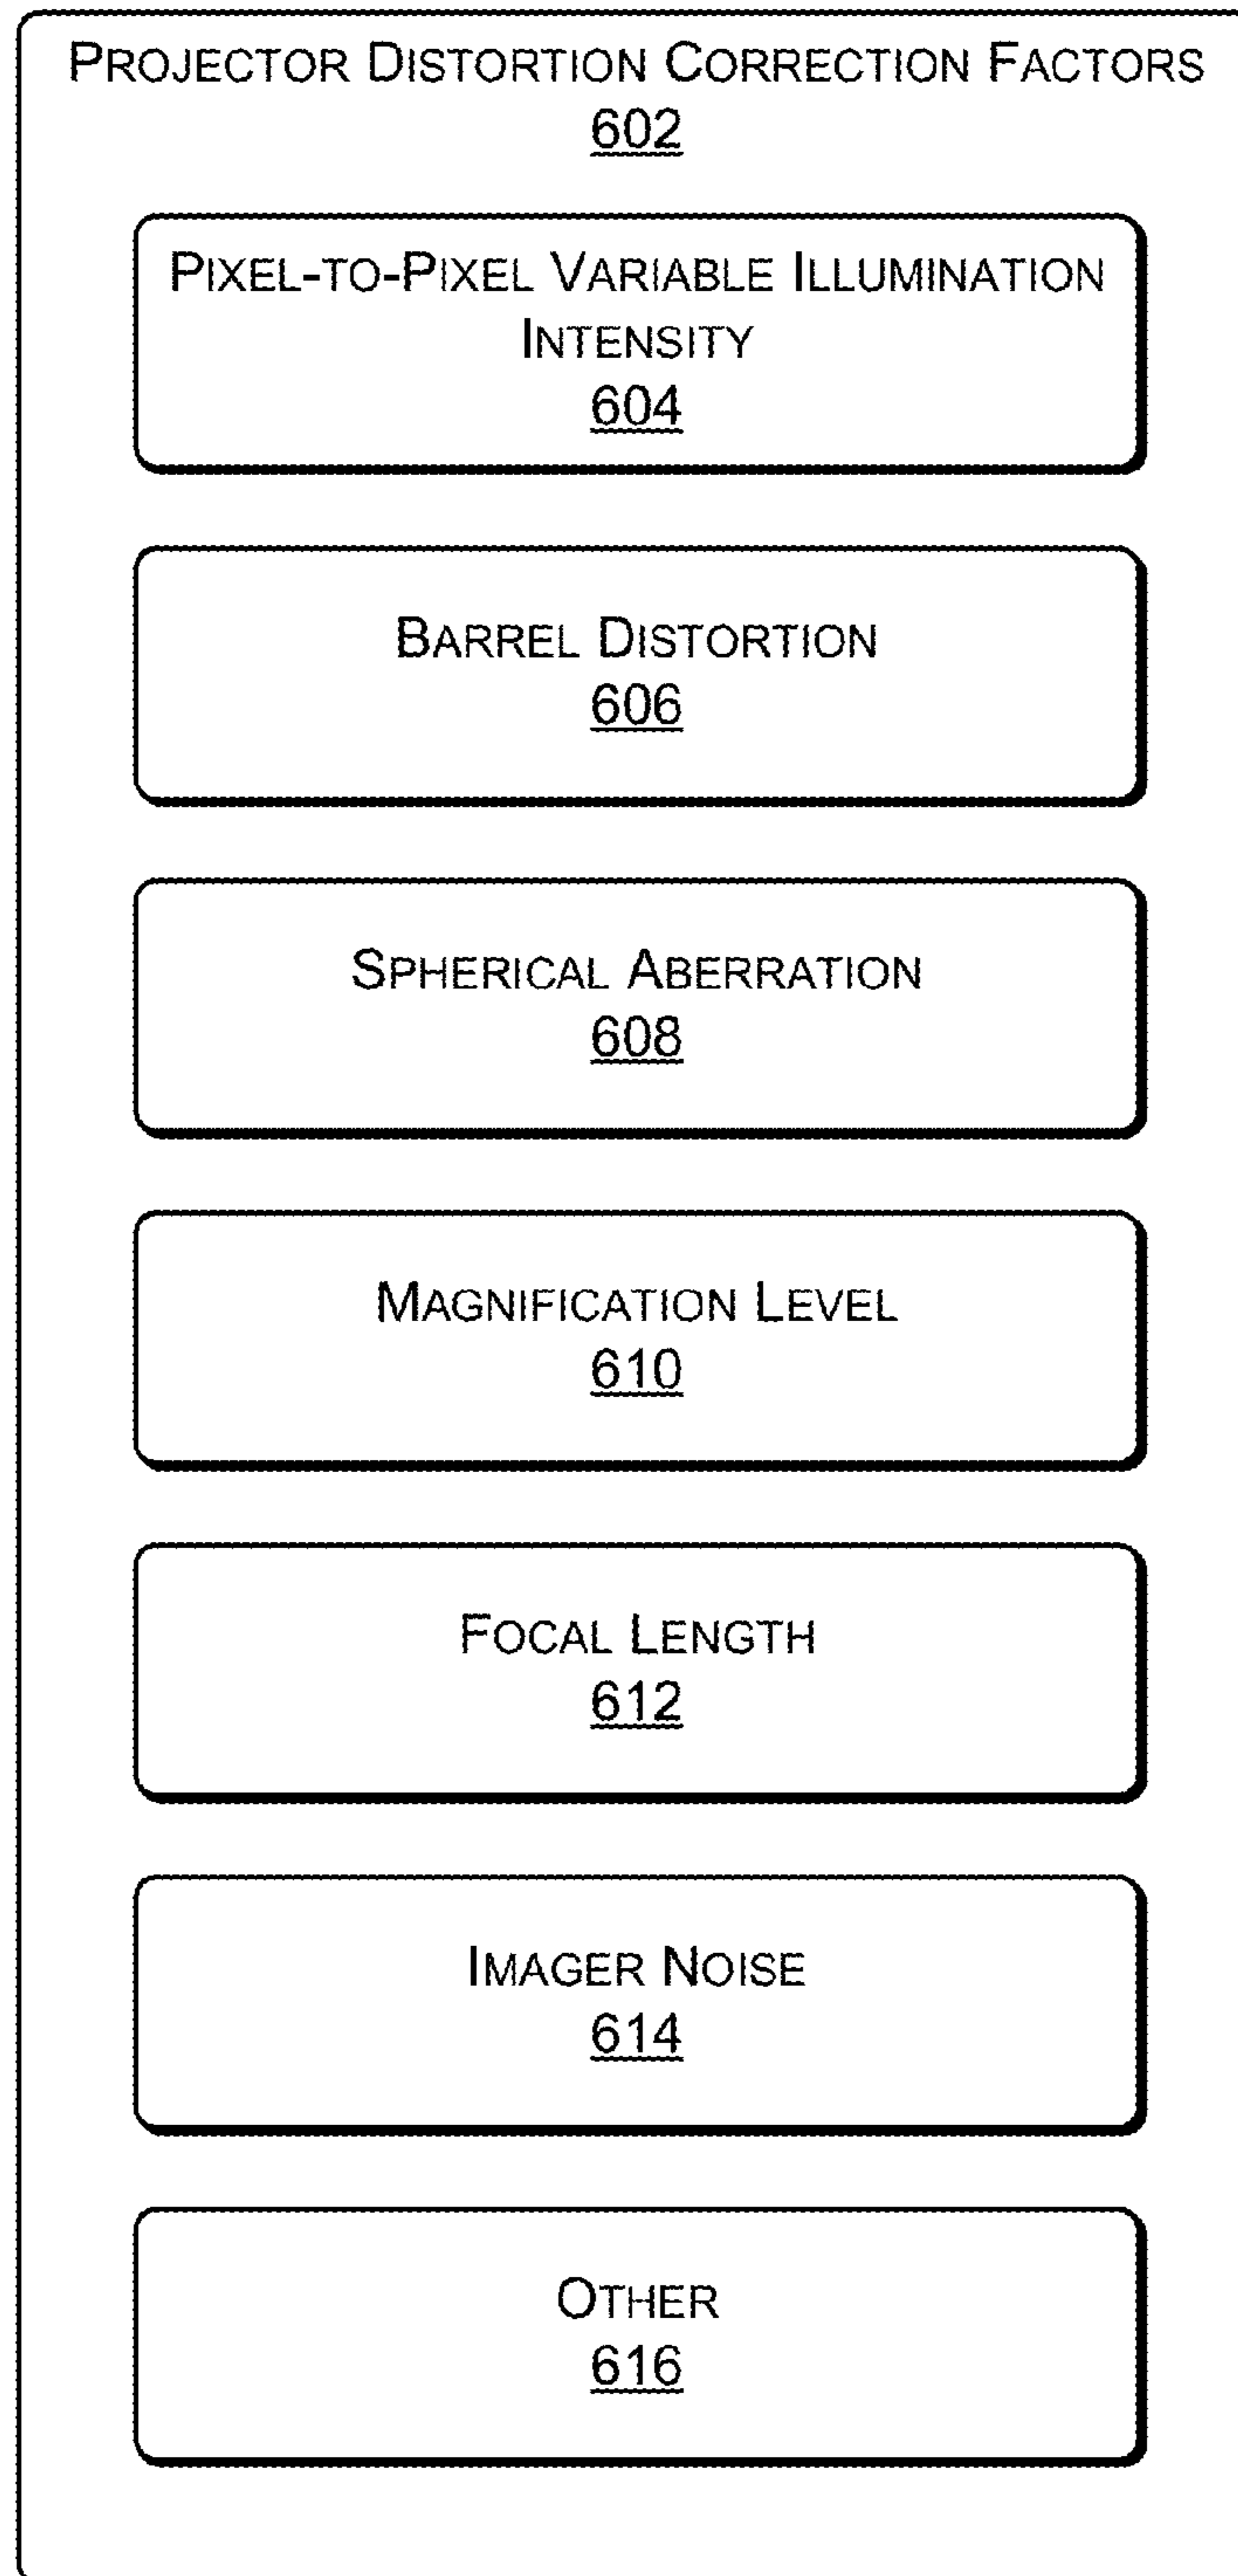 PROJECTOR DISTORTION CORRECTION FACTORS
602
PIXEL-TO-PIXEL VARIABLE ILLUMINATION
INTENSITY
604
BARREL DISTORTION
606
SPHERICAL ABERRATION
608
MAGNIFICATION LEVEL
610
FOCAL LENGTH
612
IMAGER NOISE
614
OTHER
616